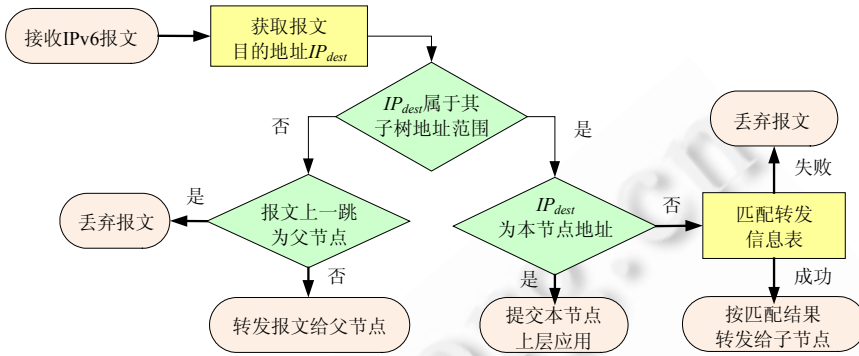 接收IPv6报文
获取报文
目的地址IPdest
IPdest属于其
子树地址范围
否
是
丢弃报文
失败
丢弃报文
是
报文上一跳
为父节点
IPdest
为本节点地址
否
匹配转发
信息表
否
是
成功
转发报文给父节点
提交本节点
上层应用
按匹配结果
转发给子节点